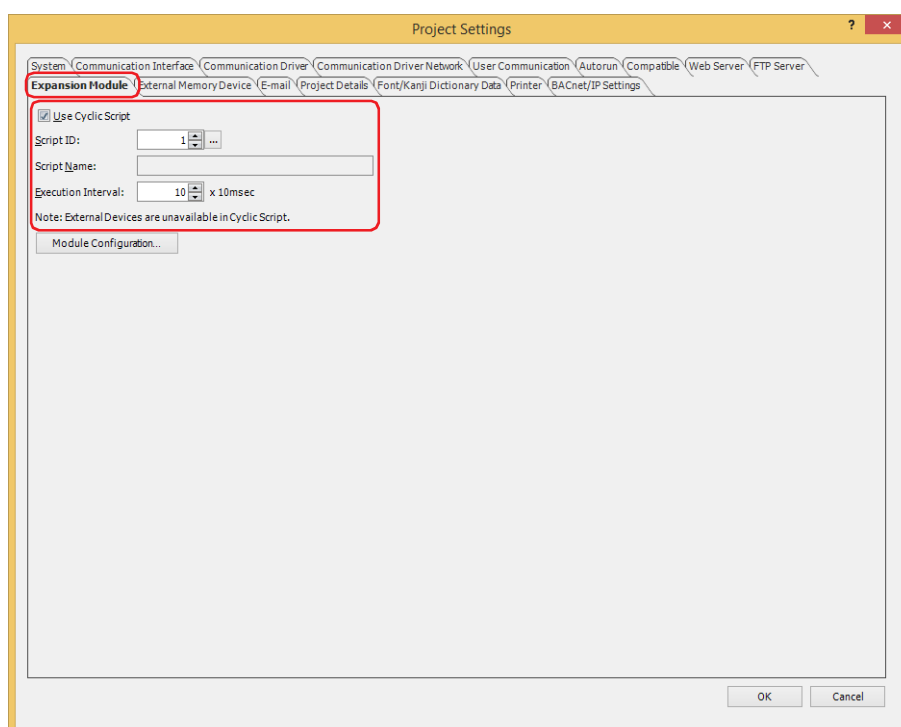 Project Settings
? ×
System Communication Interface Communication Driver Communication Driver Network User Communication Autorun Compatible Web Server FTP Server
Expansion Module External Memory Device E-mail Project Details Font/Kanji Dictionary Data Printer BACnet/IP Settings
Use Cyclic Script
Script ID: 1 ...
Script Name:
Execution Interval: 10 x 10msec
Note: External Devices are unavailable in Cyclic Script.
Module Configuration...
OK Cancel